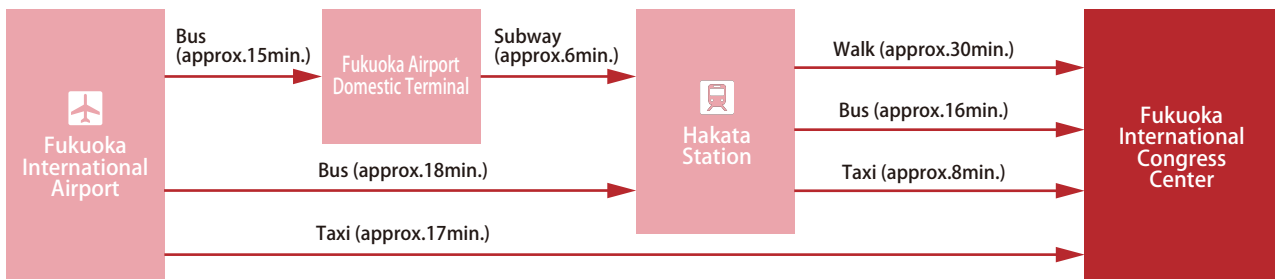 Fukuoka
International
Airport
Bus
(approx.15min.)
Fukuoka Airport
Domestic Terminal
Subway
(approx.6min.)
Bus (approx.18min.)
Taxi (approx.17min.)
Hakata
Station
Walk (approx.30min.)
Bus (approx.16min.)
Taxi (approx.8min.)
Fukuoka
International
Congress
Center